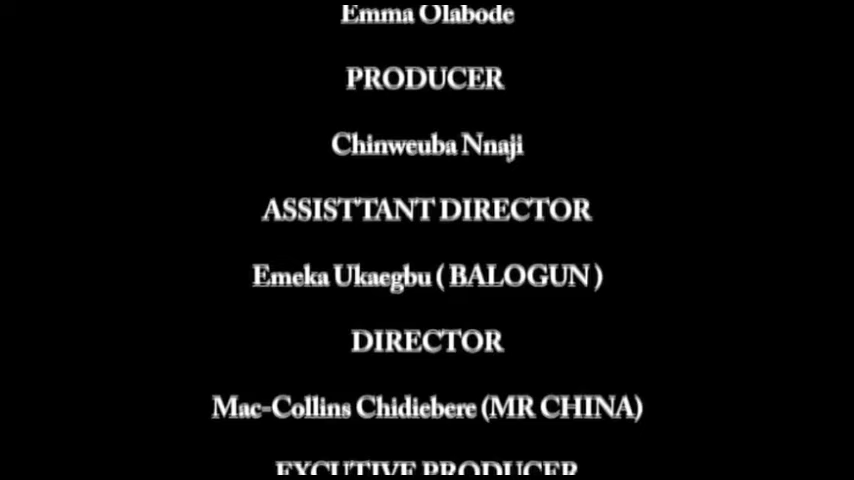 Emma Olabode
PRODUCER
Chinweuba Nnaji
ASSISTTANT DIRECTOR
Emeka Ukaegbu ( BALOGUN )
DIRECTOR
Mac-Collins Chidiebere (MR CHINA)
EXCUTIVE PRODUCER